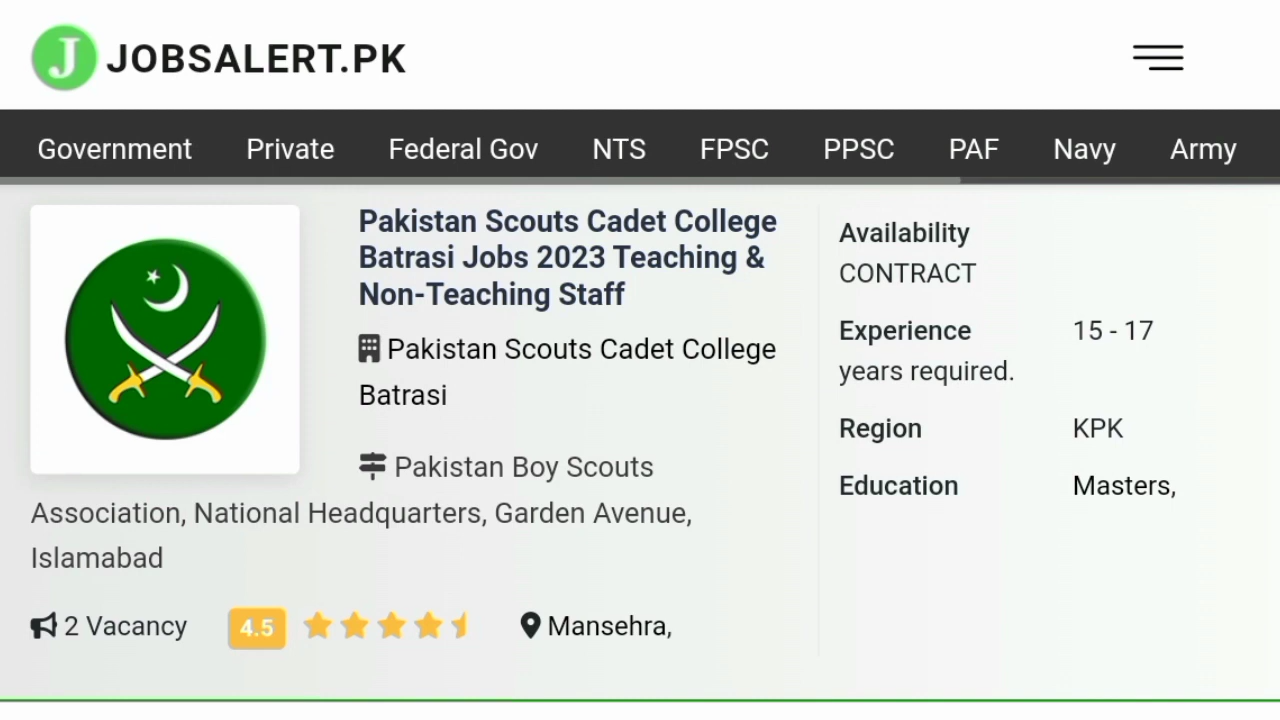 J JOBSALERT.PK
Government Private Federal Gov NTS FPSC PPSC PAF Navy Army
Pakistan Scouts Cadet College
Batrasi Jobs 2023 Teaching &
Non-Teaching Staff
Pakistan Scouts Cadet College
Batrasi
Pakistan Boy Scouts
Association, National Headquarters, Garden Avenue,
Islamabad
2 Vacancy 4.5 Mansehra,
Availability
CONTRACT
Experience 15 - 17
years required.
Region KPK
Education Masters,